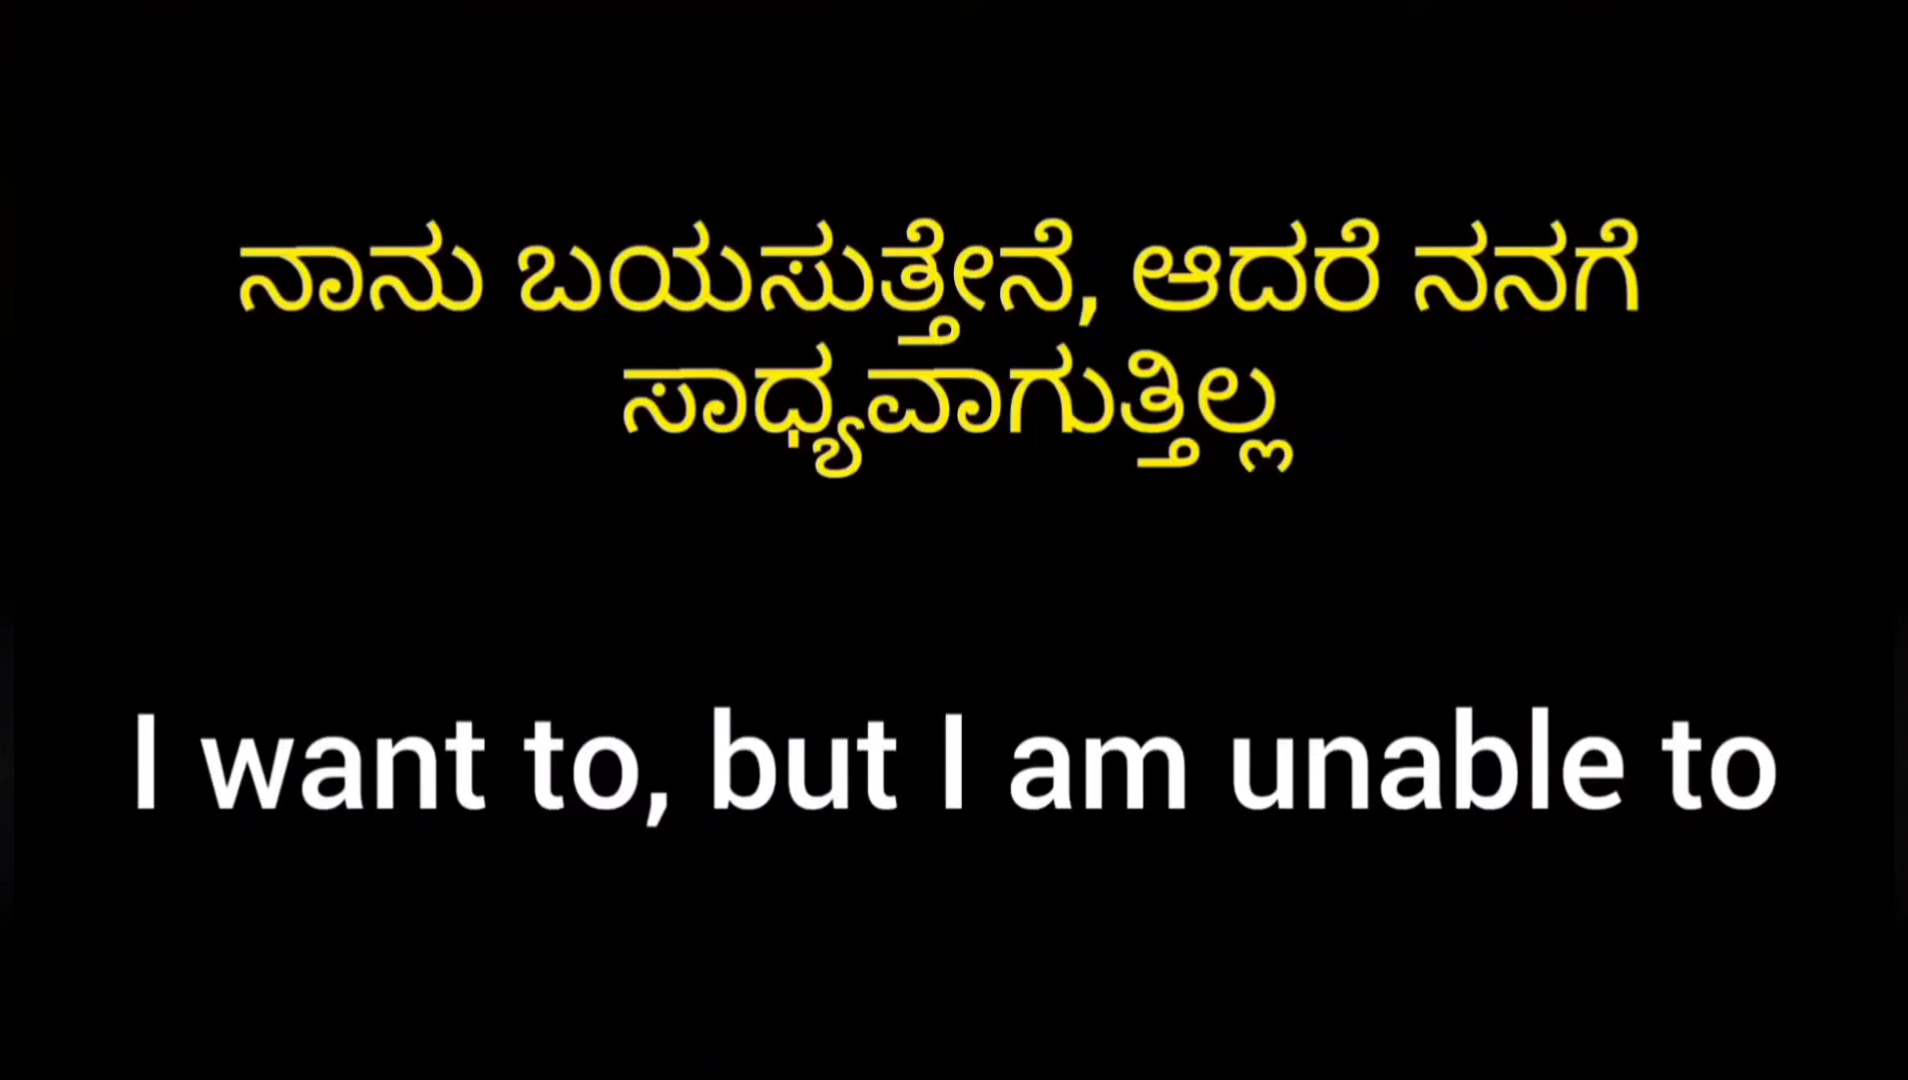 ನಾನು ಬಯಸುತ್ತೇನೆ, ಆದರೆ ನನಗೆ
ಸಾಧ್ಯವಾಗುತ್ತಿಲ್ಲ
I want to, but I am unable to